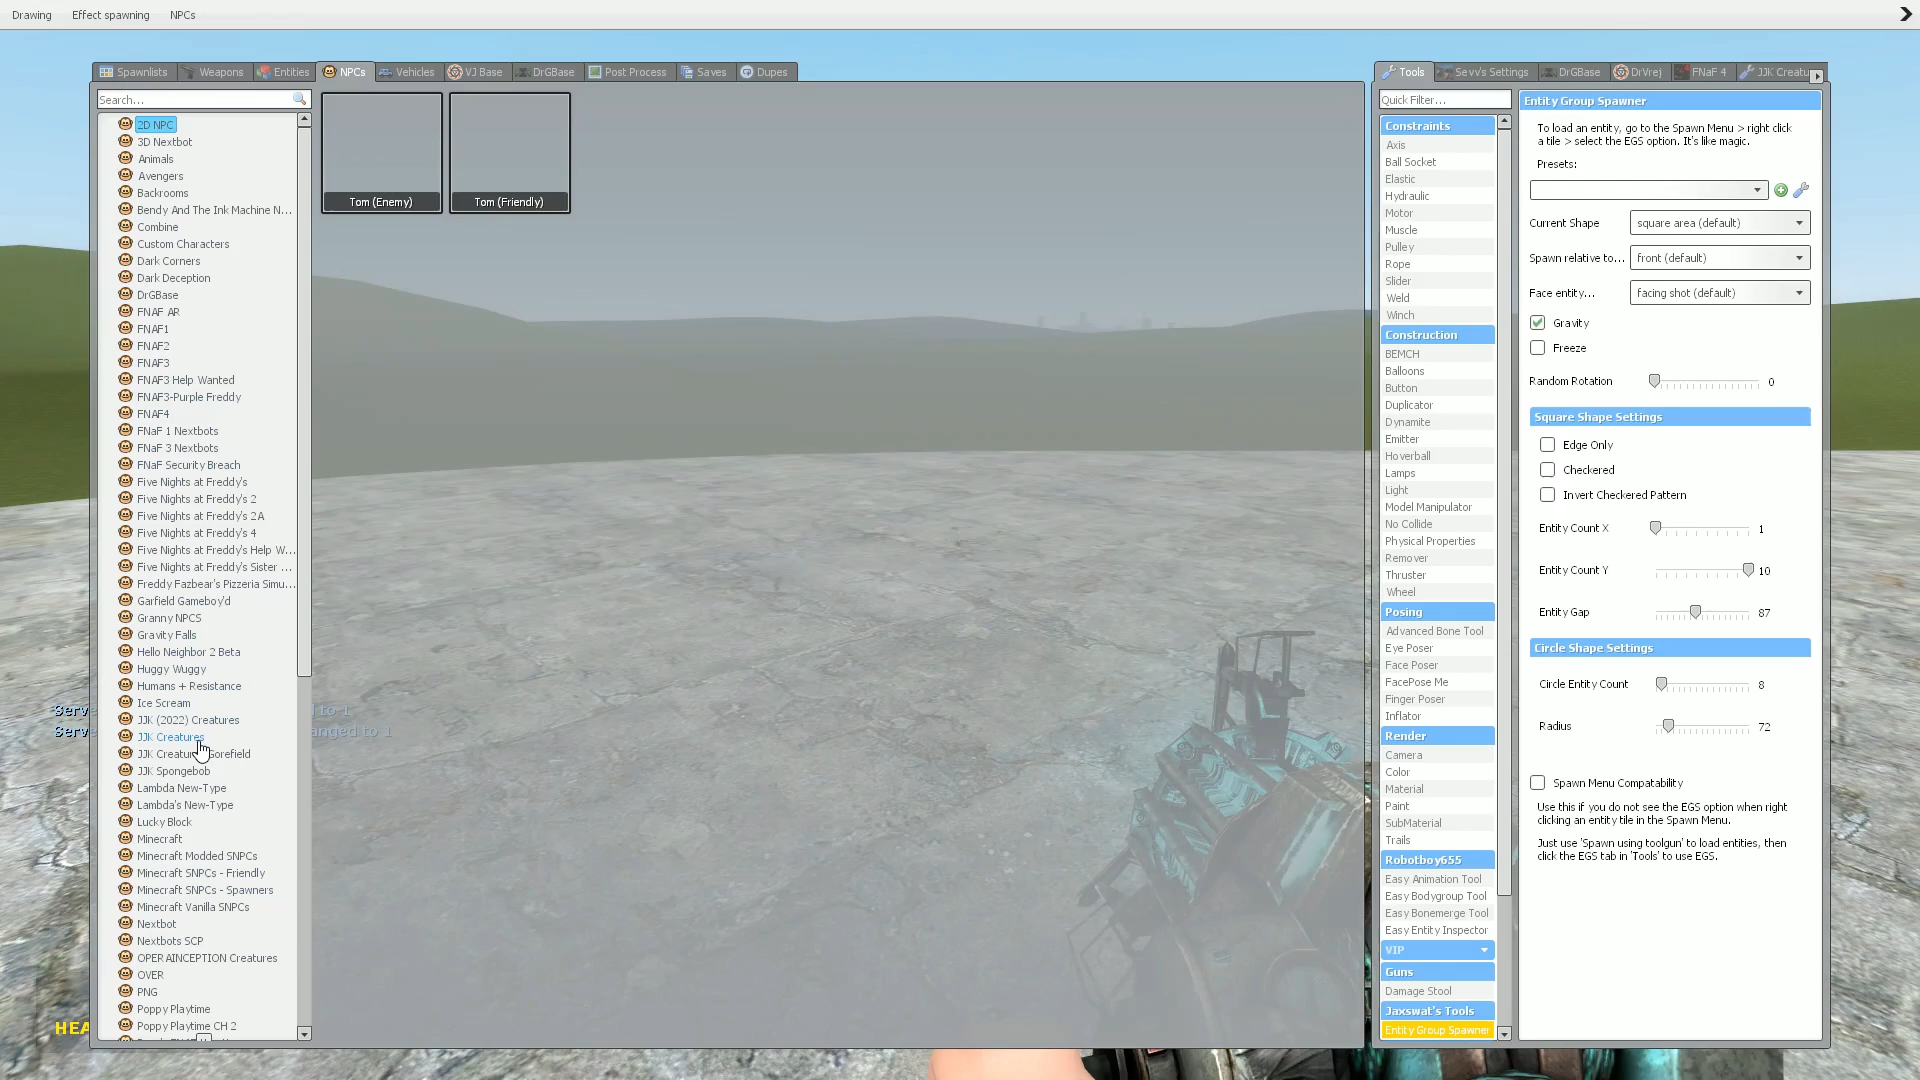 Drawing
Effect spawning
NPCs
Spawnlists
Weapons
Entities
NPCs
Vehicles
VJ Base
DrGBase
Post Process
Saves
Dupes
Search...
2D NPC
3D Nextbot
Animals
Avengers
Backrooms
Bendy And The Ink Machine N...
Combine
Custom Characters
Dark Corners
Dark Deception
DrGBase
FNAF AR
FNAF1
FNAF2
FNAF3
FNAF3 Help Wanted
FNAF3-Purple Freddy
FNAF4
FNaF 1 Nextbots
FNaF 3 Nextbots
FNaF Security Breach
Five Nights at Freddy's
Five Nights at Freddy's 2
Five Nights at Freddy's 2A
Five Nights at Freddy's 4
Five Nights at Freddy's Help W...
Five Nights at Freddy's Sister ...
Freddy Fazbear's Pizzeria Simu...
Garfield Gameboy'd
Granny NPCS
Gravity Falls
Hello Neighbor 2 Beta
Huggy Wuggy
Humans + Resistance
Ice Scream
JJK (2022) Creatures
JJK Creatures
JJK Creatur Gorefield
JJK Spongebob
Lambda New-Type
Lambda's New-Type
Lucky Block
Minecraft
Minecraft Modded SNPCs
Minecraft SNPCs - Friendly
Minecraft SNPCs - Spawners
Minecraft Vanilla SNPCs
Nextbot
Nextbots SCP
OPERAINCEPTION Creatures
OVER
PNG
Poppy Playtime
Poppy Playtime CH 2
Tom (Enemy)
Tom (Friendly)
Serv d to 1
Serv anged to 1
HEA
Tools
Sevv's Settings
DrGBase
DrVrej
FNaF 4
JJK Creatu
Quick Filter...
Constraints
Axis
Ball Socket
Elastic
Hydraulic
Motor
Muscle
Pulley
Rope
Slider
Weld
Winch
Construction
BEMCH
Balloons
Button
Duplicator
Dynamite
Emitter
Hoverball
Lamps
Light
Model Manipulator
No Collide
Physical Properties
Remover
Thruster
Wheel
Posing
Advanced Bone Tool
Eye Poser
Face Poser
FacePose Me
Finger Poser
Inflator
Render
Camera
Color
Material
Paint
SubMaterial
Trails
Robotboy655
Easy Animation Tool
Easy Bodygroup Tool
Easy Bonemerge Tool
Easy Entity Inspector
VIP
Guns
Damage Stool
Jaxswat's Tools
Entity Group Spawner
Entity Group Spawner
To load an entity, go to the Spawn Menu > right click
a tile > select the EGS option. It's like magic.
Presets:
Current Shape
square area (default)
Spawn relative to...
front (default)
Face entity...
facing shot (default)
Gravity
Freeze
Random Rotation
0
Square Shape Settings
Edge Only
Checkered
Invert Checkered Pattern
Entity Count X
1
Entity Count Y
10
Entity Gap
87
Circle Shape Settings
Circle Entity Count
8
Radius
72
Spawn Menu Compatability
Use this if you do not see the EGS option when right
clicking an entity tile in the Spawn Menu.
Just use 'Spawn using toolgun' to load entities, then
click the EGS tab in 'Tools' to use EGS.